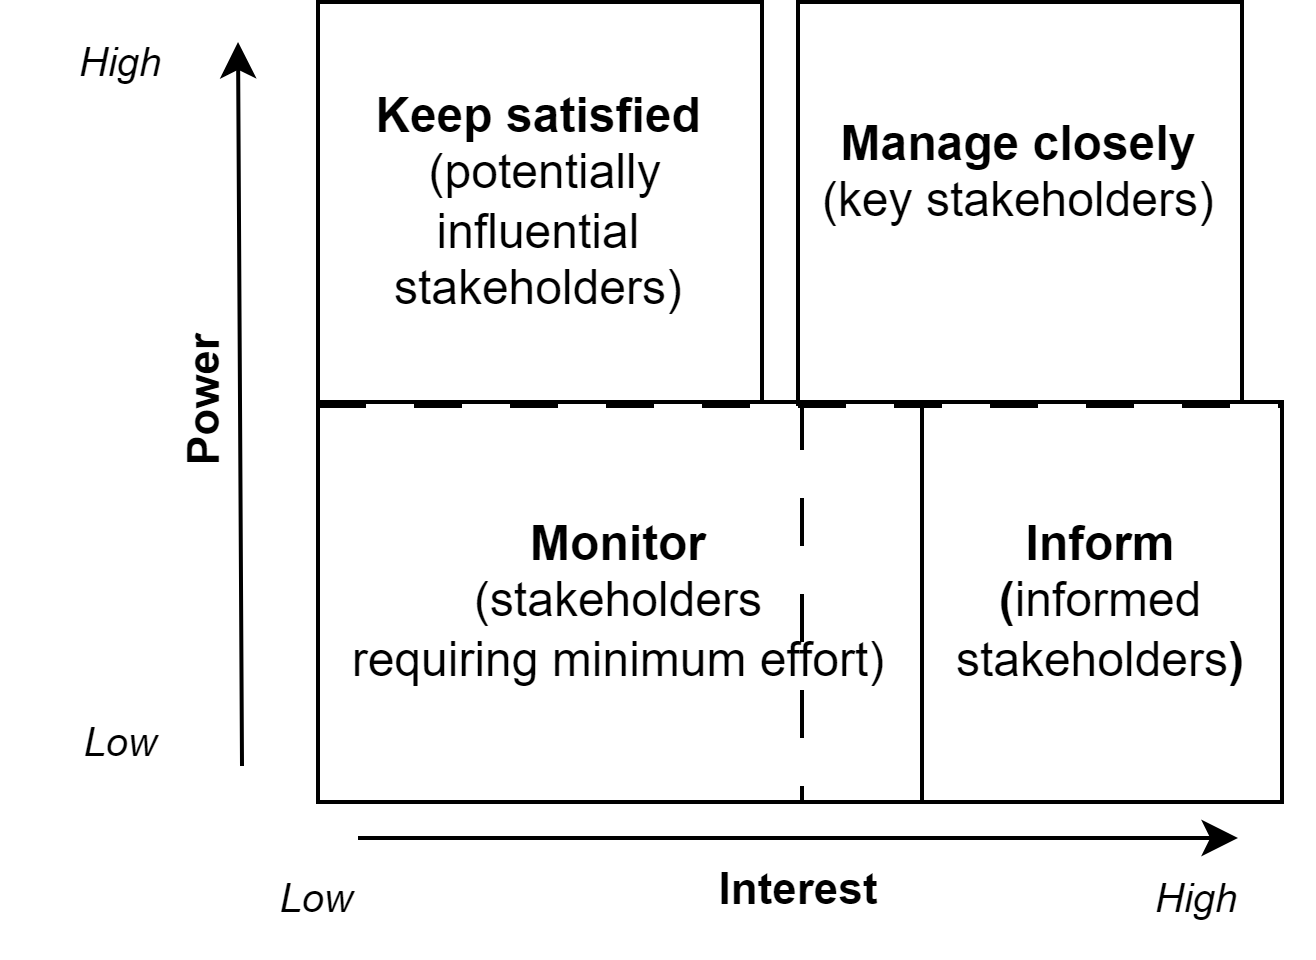 High
Keep satisfied
(potentially
influential
stakeholders)
Manage closely
(key stakeholders)
Power
Monitor
(stakeholders
requiring minimum effort)
Inform
(informed
stakeholders)
Low
Low
Interest
High